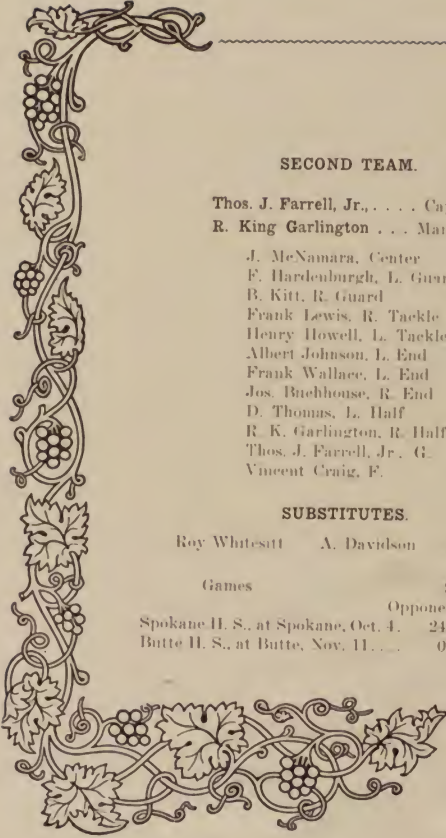 SECOND TEAM.
Thos. J. Farrell, Jr., . . . . Ca
R. King Garlington . . . Ma
J. McNamara, Center
F. Hardenburgh, L. Gua
B. Kitt, R. Guard
Frank Lewis, R. Tackle
Henry Howell, L. Tackle
Albert Johnson, L. End
Frank Wallace, L. End
Jos. Buchhouse, R. End
D. Thomas, L. Half
R. K. Garlington, R. Half
Thos. J. Farrell, Jr., G.
Vincent Craig, F.
SUBSTITUTES.
Roy Whitesitt A. Davidson
Games
Oppone
Spokane H. S., at Spokane, Oct. 4. 24
Butte H. S., at Butte, Nov. 11. . . . . 0